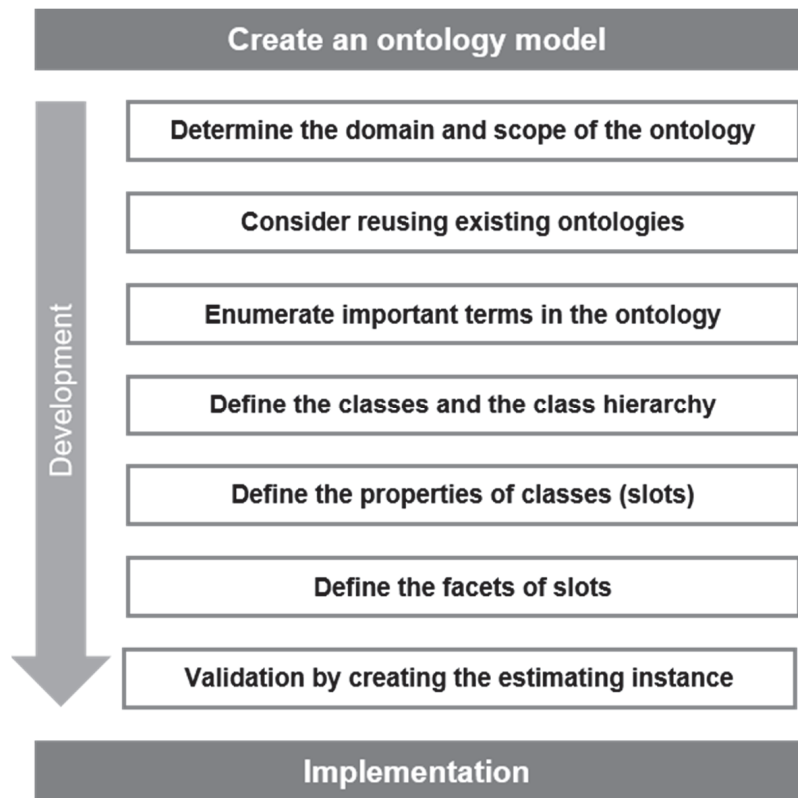 Create an ontology model
Determine the domain and scope of the ontology
Consider reusing existing ontologies
Enumerate important terms in the ontology
Define the classes and the class hierarchy
Development
Define the properties of classes (slots)
Define the facets of slots
Validation by creating the estimating instance
Implementation